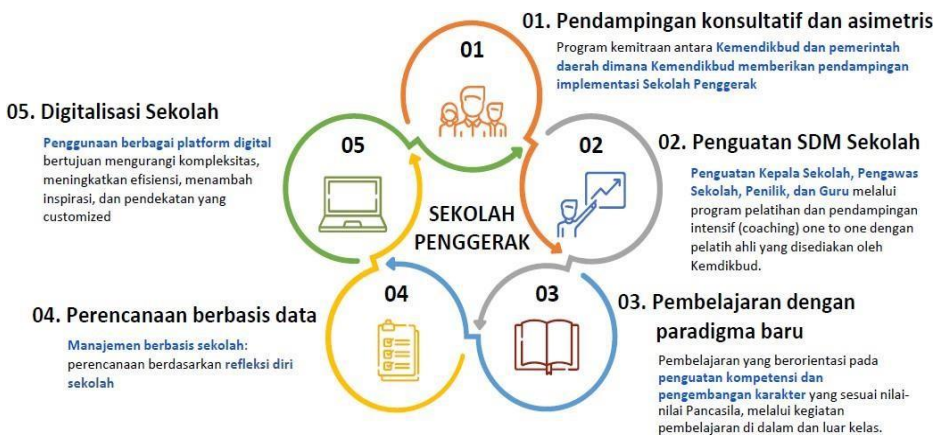 01. Pendampingan konsultatif dan asimetris
Program kemitraan antara Kemendikbud dan pemerintah
daerah dimana Kemendikbud memberikan pendampingan
implementasi Sekolah Penggerak
02. Penguatan SDM Sekolah
Penguatan Kepala Sekolah, Pengawas
Sekolah, Penilik, dan Guru melalui
program pelatihan dan pendampingan
intensif (coaching) one to one dengan
pelatih ahli yang disediakan oleh
Kemdikbud.
03. Pembelajaran dengan
paradigma baru
Pembelajaran yang berorientasi pada
penguatan kompetensi dan
pengembangan karakter yang sesuai nilai-
nilai Pancasila, melalui kegiatan
pembelajaran di dalam dan luar kelas.
04. Perencanaan berbasis data
Manajemen berbasis sekolah:
perencanaan berdasarkan refleksi diri
sekolah
05. Digitalisasi Sekolah
Penggunaan berbagai platform digital
bertujuan mengurangi kompleksitas,
meningkatkan efisiensi, menambah
inspirasi, dan pendekatan yang
customized
01
02
03
04
05
SEKOLAH
PENGGERAK